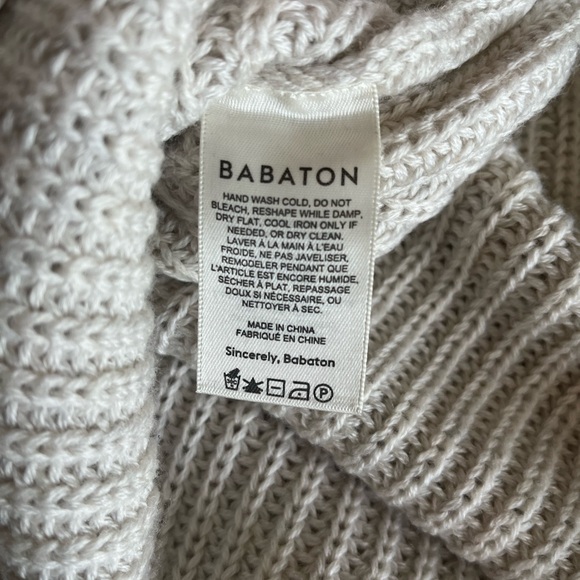 BABATON
HAND WASH COLD, DO NOT
BLEACH, RESHAPE WHILE DAMP,
DRY FLAT, COOL IRON ONLY IF
NEEDED, OR DRY CLEAN.
LAVER À LA MAIN À L'EAU
FROIDE, NE PAS JAVELISER,
REMODELER PENDANT QUE
L'ARTICLE EST ENCORE HUMIDE,
SÉCHER À PLAT, REPASSAGE
DOUX SI NÉCESSAIRE, OU
NETTOYER À SEC.
MADE IN CHINA
FABRIQUÉ EN CHINE
Sincerely, Babaton
P